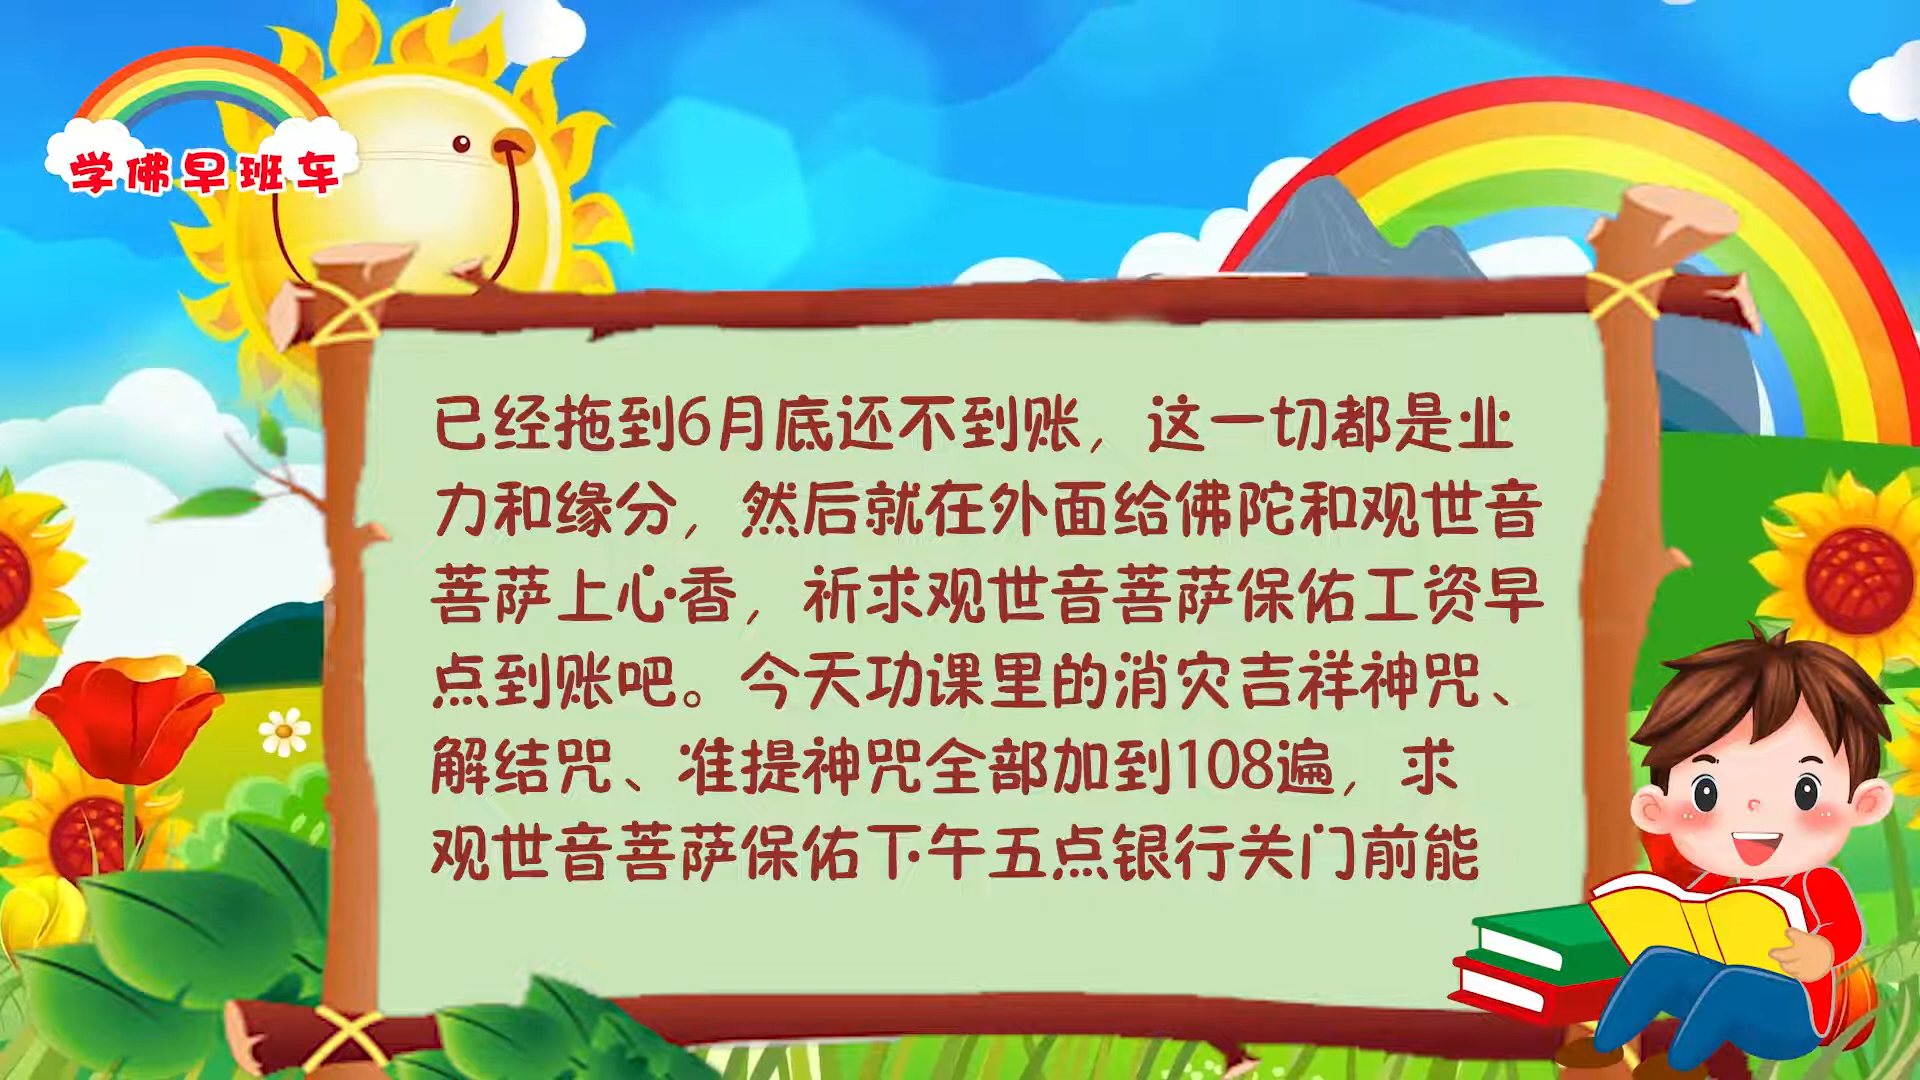 学佛早班车
已经拖到6月底还不到账，这一切都是业
力和缘分，然后就在外面给佛陀和观世音
菩萨上心香，祈求观世音菩萨保佑工资早
点到账吧。今天功课里的消灾吉祥神咒、
解结咒、准提神咒全部加到108遍，求
观世音菩萨保佑下午五点银行关门前能